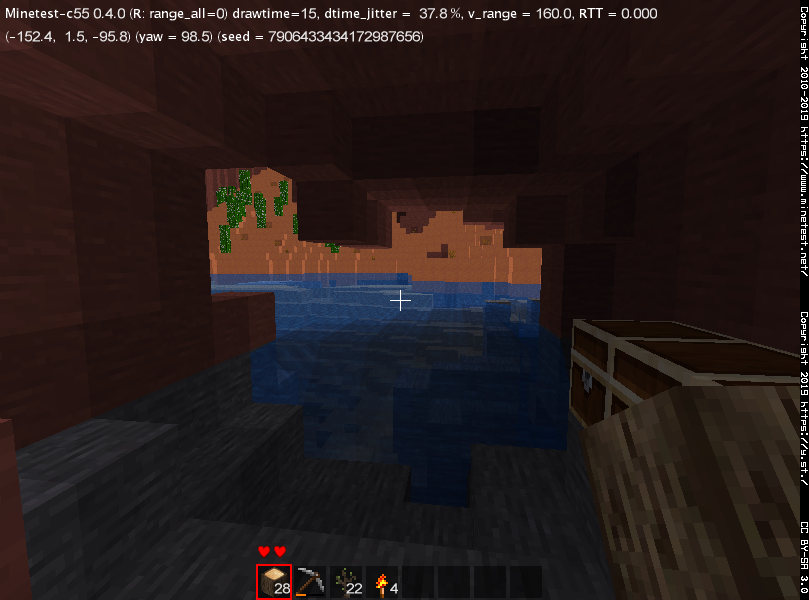 Minetest-c55 0.4.0 (R: range_all=0) drawtime=15, dtime_jitter = 37.8 %, v_range = 160.0, RTT = 0.000
(-152.4, 1.5, -95.8) (yaw = 98.5) (seed = 7906433434172987656)
28
22
4
Copyright 2010-2019 https://www.minetest.net/
Copyright 2019 https://y.st./
CC BY-SA 3.0